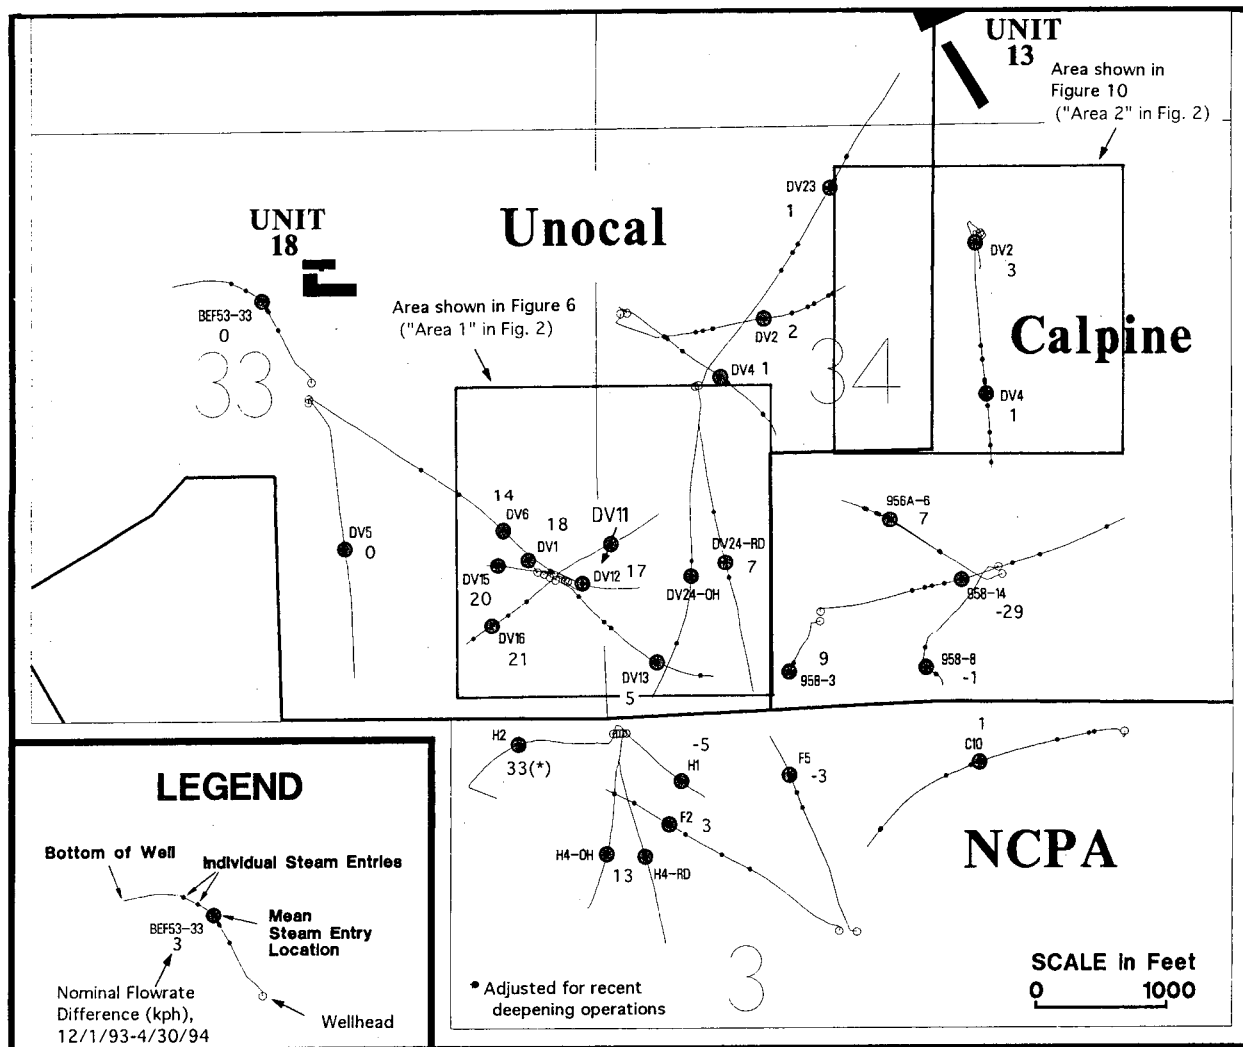 UNIT
13
Area shown in
Figure 10
("Area 2" in Fig. 2)
DV23
1
UNIT
18
Unocal
DV2
3
BEF53-33
0
Area shown in Figure 6
("Area 1" in Fig. 2)
DV2
2
Calpine
33
34
DV4
1
DV4
1
14
DV6
18
DV11
956A-6
7
DV5
0
DV1
DV24-RD
7
DV15
20
DV12
17
DV24-OH
958-14
-29
DV16
21
DV13
5
9
958-3
958-8
-1
H2
33(*)
-5
H1
F5
-3
1
C10
F2
3
H4-OH
13
H4-RD
NCPA
3
* Adjusted for recent
deepening operations
SCALE in Feet
0 1000
LEGEND
Bottom of Well
Individual Steam Entries
BEF53-33
3
Mean
Steam Entry
Location
Nominal Flowrate
Difference (kph),
12/1/93-4/30/94
Wellhead